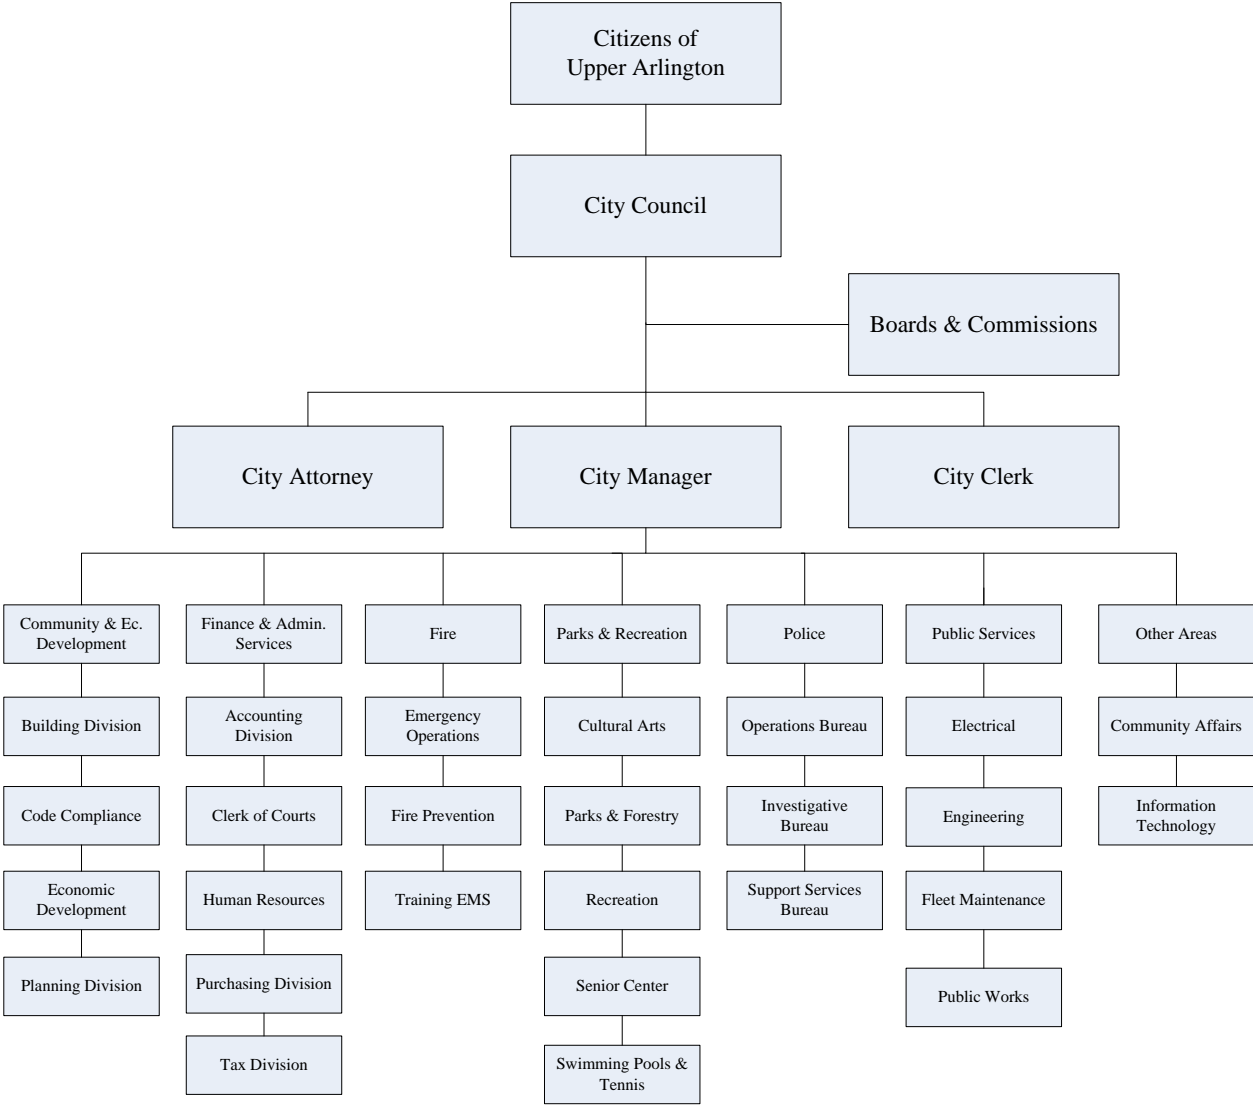 Citizens of
Upper Arlington
City Council
Boards & Commissions
City Attorney
City Manager
City Clerk
Community & Ec.
Development
Finance & Admin.
Services
Fire
Parks & Recreation
Police
Public Services
Other Areas
Building Division
Accounting
Division
Emergency
Operations
Cultural Arts
Operations Bureau
Electrical
Community Affairs
Code Compliance
Clerk of Courts
Fire Prevention
Parks & Forestry
Investigative
Bureau
Engineering
Information
Technology
Economic
Development
Human Resources
Training EMS
Recreation
Support Services
Bureau
Fleet Maintenance
Planning Division
Purchasing Division
Senior Center
Public Works
Tax Division
Swimming Pools &
Tennis